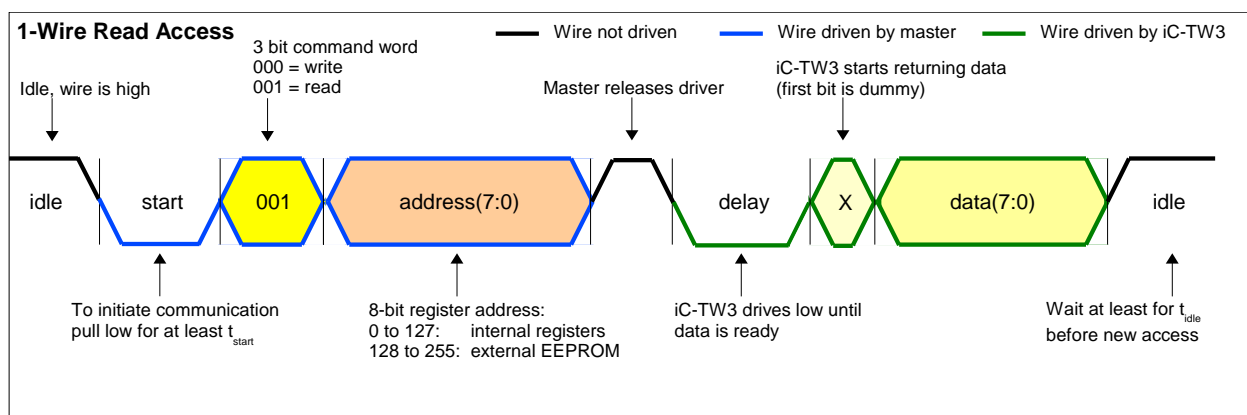 1-Wire Read Access
Wire not driven
Wire driven by master
Wire driven by iC-TW3
3 bit command word
000 = write
001 = read
Idle, wire is high
Master releases driver
iC-TW3 starts returning data
(first bit is dummy)
idle
start
001
address(7:0)
delay
X
data(7:0)
idle
To initiate communication
pull low for at least tstart
8-bit register address:
0 to 127: internal registers
128 to 255: external EEPROM
iC-TW3 drives low until
data is ready
Wait at least for tidle
before new access